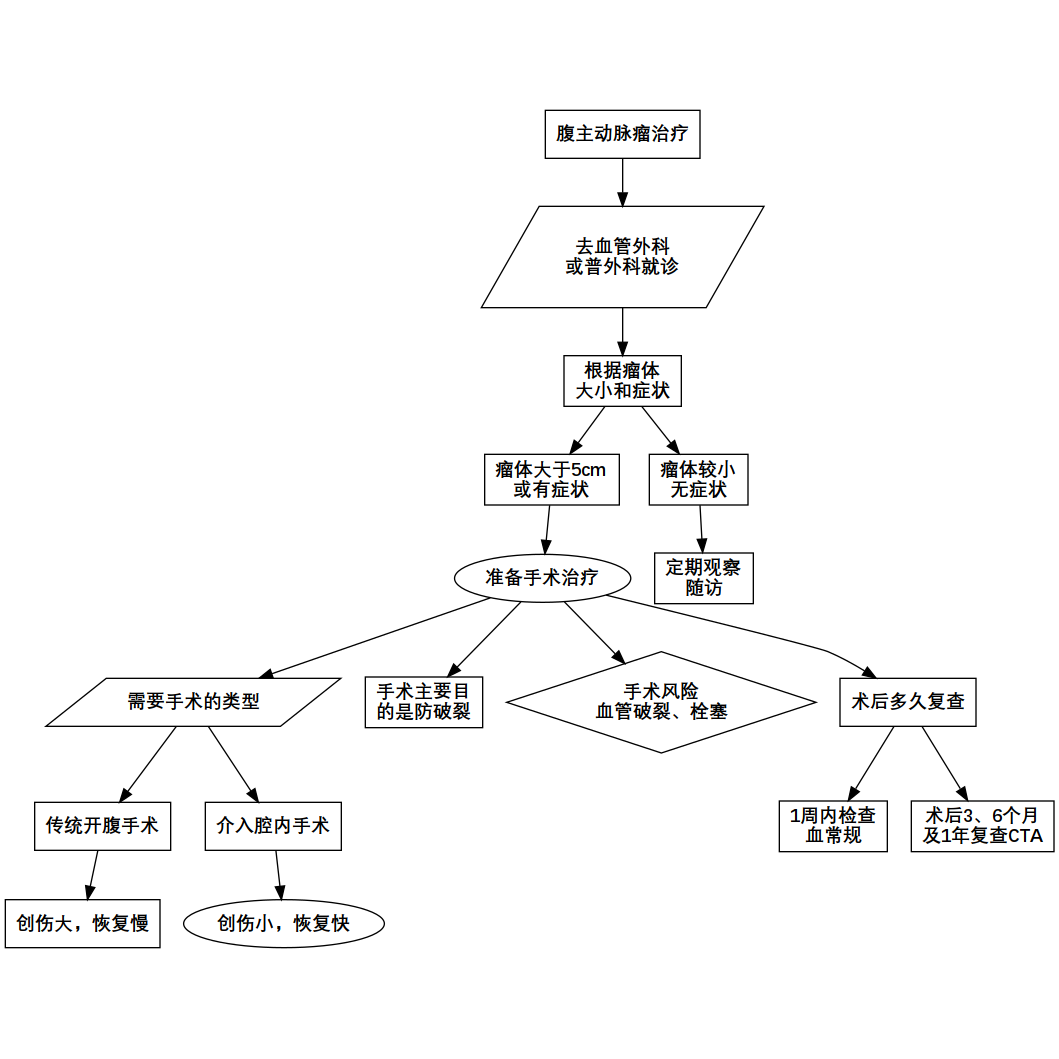 腹主动脉瘤治疗
去血管外科
或普外科就诊
根据瘤体
大小和症状
瘤体大于5cm
或有症状
瘤体较小
无症状
准备手术治疗
定期观察
随访
需要手术的类型
手术主要目
的是防破裂
手术风险
血管破裂、栓塞
术后多久复查
传统开腹手术
介入腔内手术
1周内检查
血常规
术后3、6个月
及1年复查CTA
创伤大，恢复慢
创伤小，恢复快